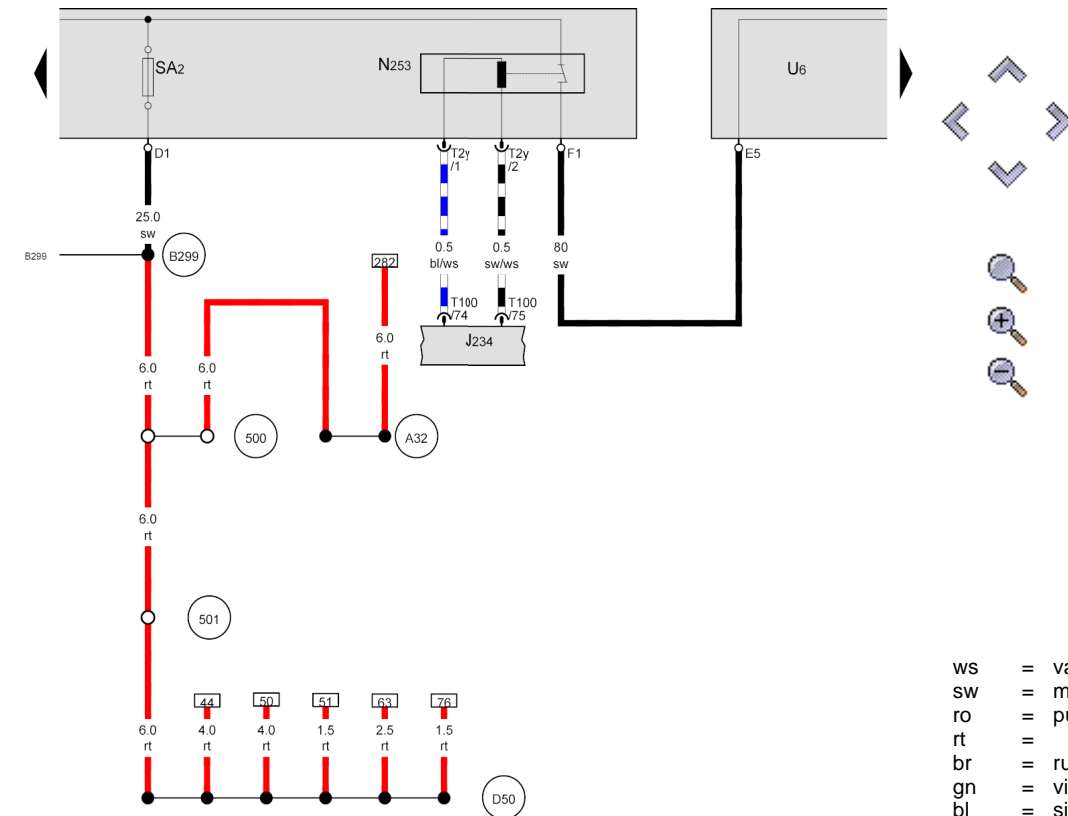 SA2
N253
U6
D1
T2y
/1
T2y
/2
F1
E5
25.0
sw
0.5
bl/ws
0.5
sw/ws
80
sw
B299
B299
282
T100
/74
T100
/75
J234
6.0
rt
6.0
rt
6.0
rt
500
A32
6.0
rt
501
ws =
sw =
ro =
rt =
br =
gn =
bl =
44
50
51
63
76
6.0
rt
4.0
rt
4.0
rt
1.5
rt
2.5
rt
1.5
rt
D50